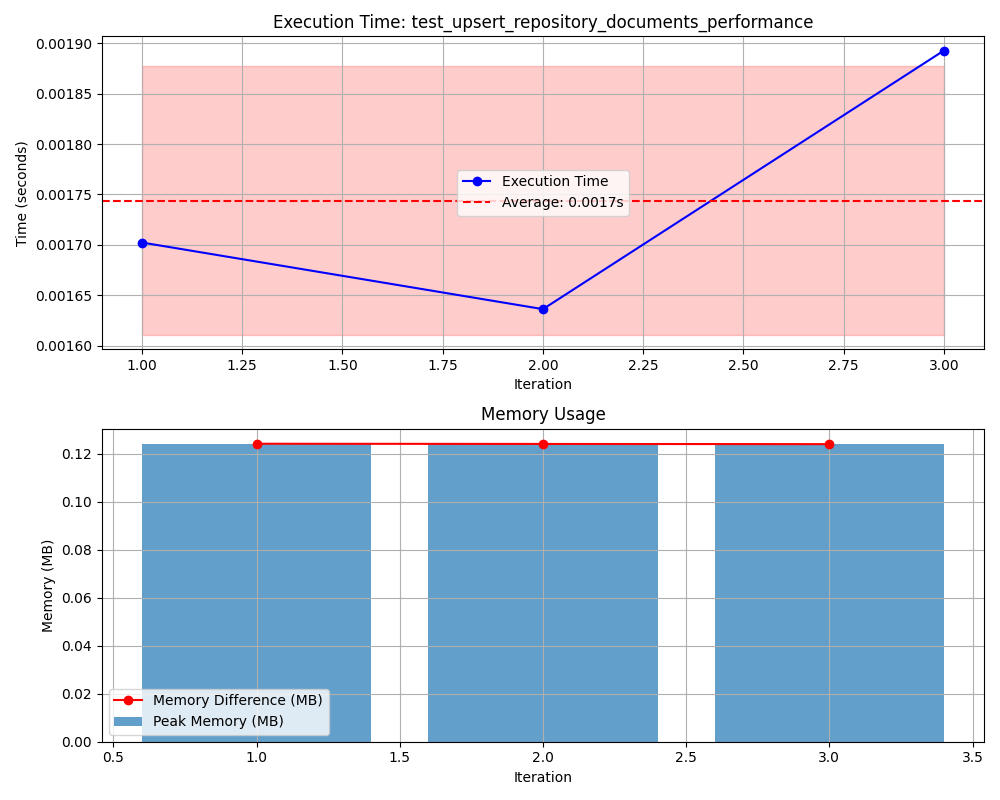 Execution Time: test_upsert_repository_documents_performance
0.00190
0.00185
0.00180
0.00175
0.00170
0.00165
0.00160
Time (seconds)
Execution Time
Average: 0.0017s
1.00 1.25 1.50 1.75 2.00 2.25 2.50 2.75 3.00
Iteration
Memory Usage
0.12
0.10
0.08
0.06
0.04
0.02
0.00
Memory (MB)
Memory Difference (MB)
Peak Memory (MB)
0.5 1.0 1.5 2.0 2.5 3.0 3.5
Iteration